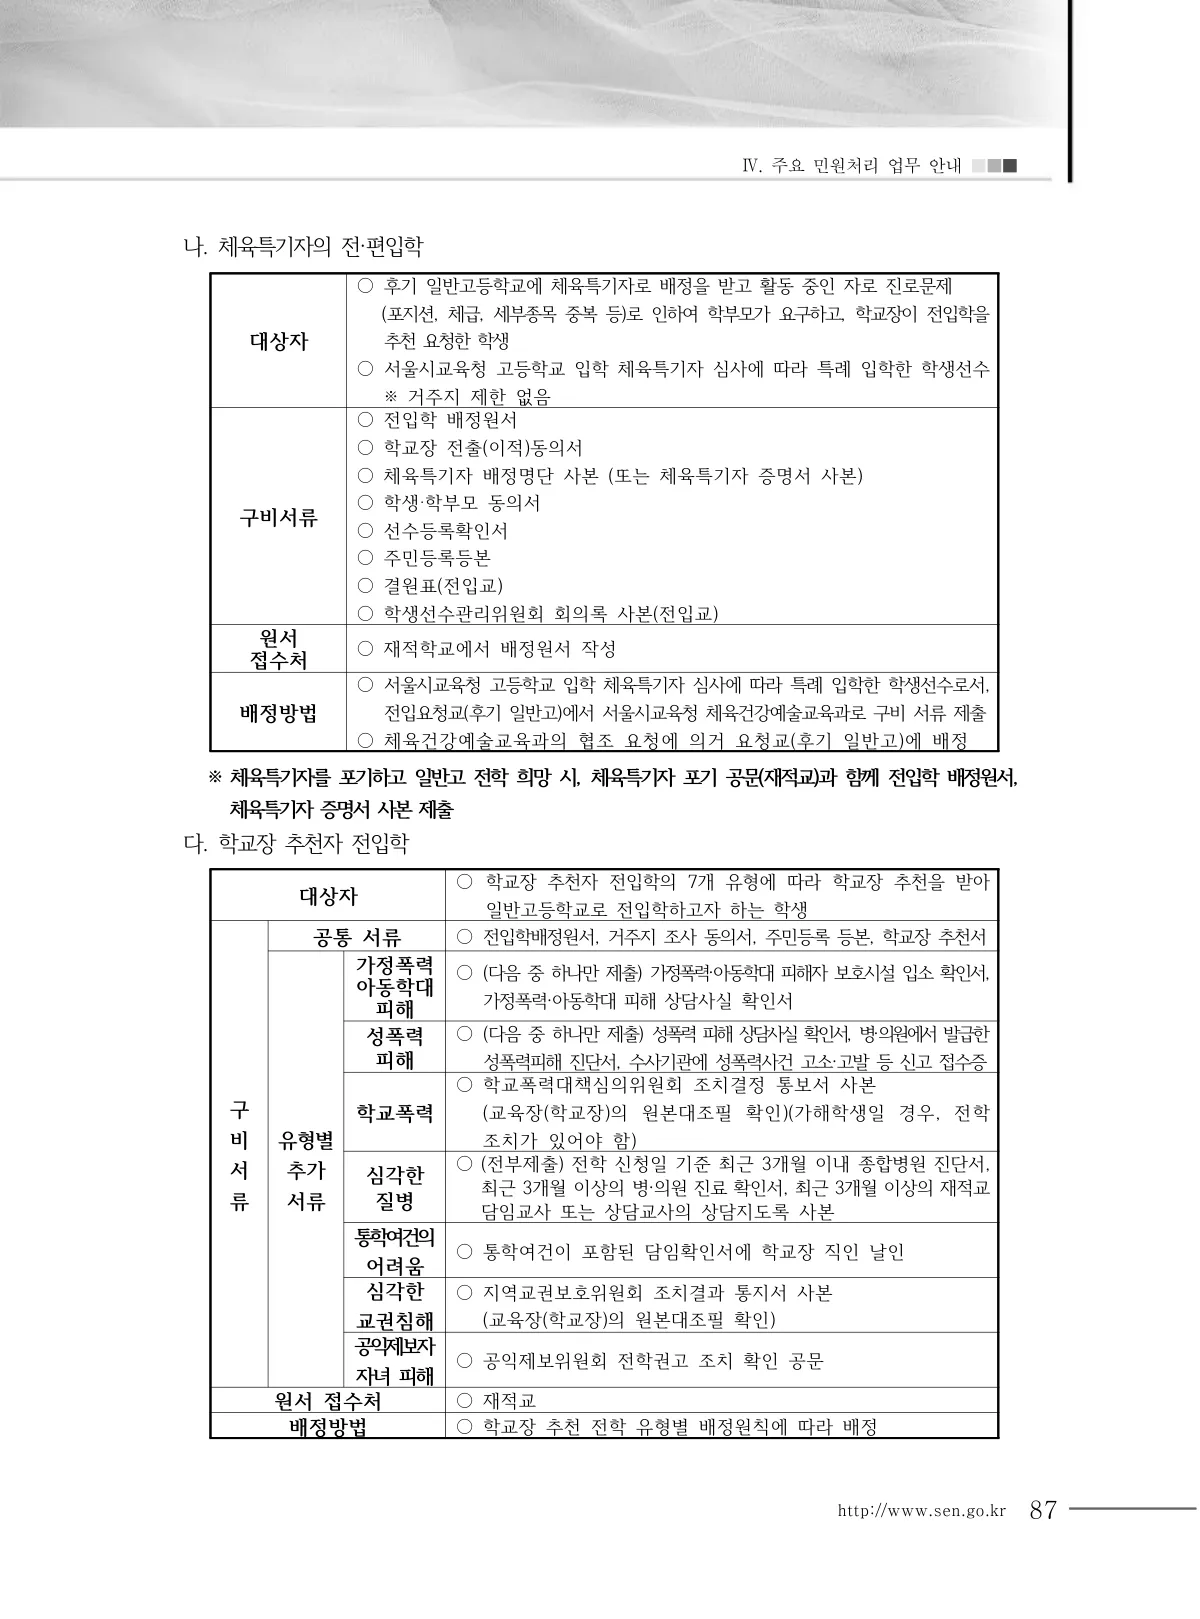 Ⅳ. 주요 민원처리 업무 안내
나. 체육특기자의 전·편입학
대상자
○ 후기 일반고등학교에 체육특기자로 배정을 받고 활동 중인 자로 진로문제
(포지션, 체급, 세부종목 중복 등)로 인하여 학부모가 요구하고, 학교장이 전입학을
추천 요청한 학생
○ 서울시교육청 고등학교 입학 체육특기자 심사에 따라 특례 입학한 학생선수
※ 거주지 제한 없음
구비서류
○ 전입학 배정원서
○ 학교장 전출(이적)동의서
○ 체육특기자 배정명단 사본 (또는 체육특기자 증명서 사본)
○ 학생·학부모 동의서
○ 선수등록확인서
○ 주민등록등본
○ 결원표(전입교)
○ 학생선수관리위원회 회의록 사본(전입교)
원서
접수처
○ 재적학교에서 배정원서 작성
배정방법
○ 서울시교육청 고등학교 입학 체육특기자 심사에 따라 특례 입학한 학생선수로서,
전입요청교(후기 일반고)에서 서울시교육청 체육건강예술교육과로 구비 서류 제출
○ 체육건강예술교육과의 협조 요청에 의거 요청교(후기 일반고)에 배정
※ 체육특기자를 포기하고 일반고 전학 희망 시, 체육특기자 포기 공문(재적교)과 함께 전입학 배정원서,
체육특기자 증명서 사본 제출
다. 학교장 추천자 전입학
대상자
○ 학교장 추천자 전입학의 7개 유형에 따라 학교장 추천을 받아
일반고등학교로 전입학하고자 하는 학생
구
비
서
류
공통 서류
○ 전입학배정원서, 거주지 조사 동의서, 주민등록 등본, 학교장 추천서
유형별
추가
서류
가정폭력
아동학대
피해
○ (다음 중 하나만 제출) 가정폭력·아동학대 피해자 보호시설 입소 확인서,
가정폭력·아동학대 피해 상담사실 확인서
성폭력
피해
○ (다음 중 하나만 제출) 성폭력 피해 상담사실 확인서, 병·의원에서 발급한
성폭력피해 진단서, 수사기관에 성폭력사건 고소·고발 등 신고 접수증
학교폭력
○ 학교폭력대책심의위원회 조치결정 통보서 사본
(교육장(학교장)의 원본대조필 확인)(가해학생일 경우, 전학
조치가 있어야 함)
심각한
질병
○ (전부제출) 전학 신청일 기준 최근 3개월 이내 종합병원 진단서,
최근 3개월 이상의 병·의원 진료 확인서, 최근 3개월 이상의 재적교
담임교사 또는 상담교사의 상담지도록 사본
통학여건의
어려움
○ 통학여건이 포함된 담임확인서에 학교장 직인 날인
심각한
교권침해
○ 지역교권보호위원회 조치결과 통지서 사본
(교육장(학교장)의 원본대조필 확인)
공익제보자
자녀 피해
○ 공익제보위원회 전학권고 조치 확인 공문
원서 접수처
○ 재적교
배정방법
○ 학교장 추천 전학 유형별 배정원칙에 따라 배정
http://www.sen.go.kr 87